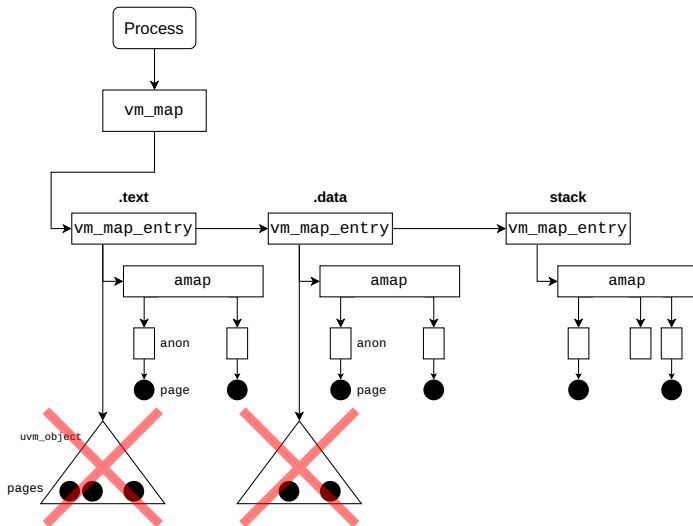 Process
vm_map
.text
.data
stack
vm_map_entry
vm_map_entry
vm_map_entry
amap
amap
amap
anon
anon
page
page
uvm_object
pages